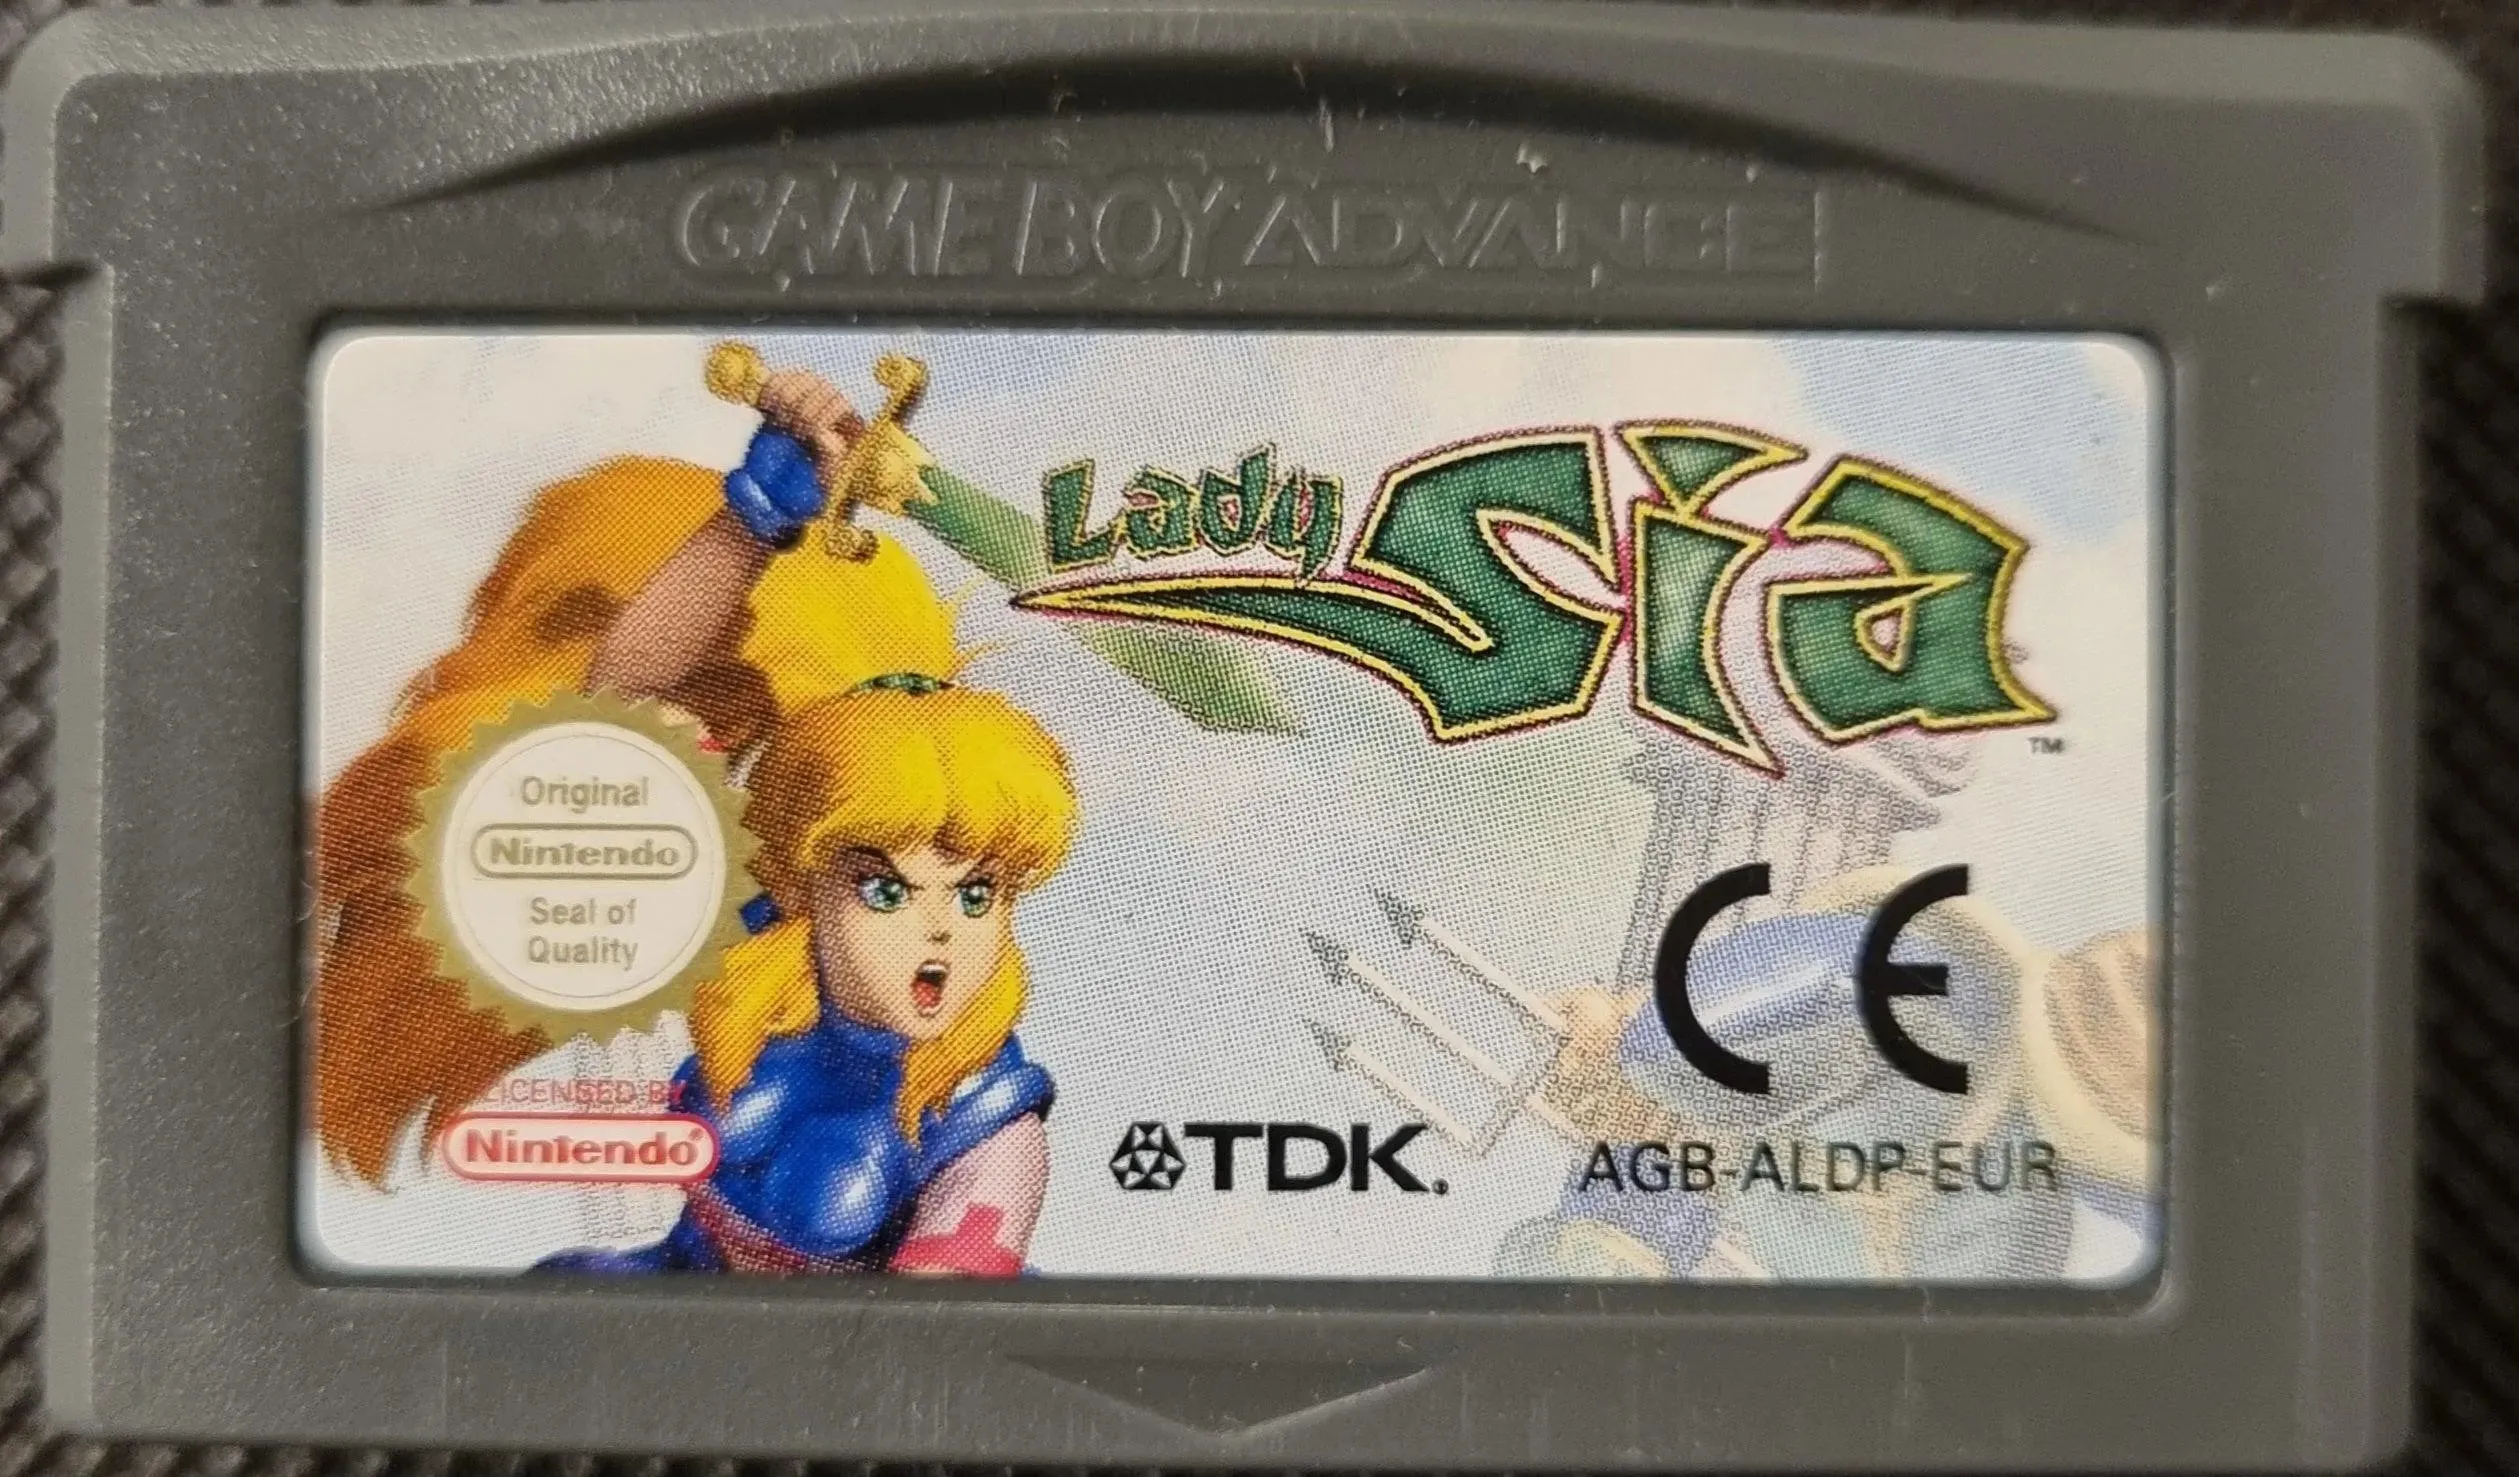 GAME BOY ADVANCE
Lady Sia
TM
Original
Nintendo
Seal of
Quality
CE
LICENSED BY
Nintendo®
TDK.
AGB-ALDP-EUR